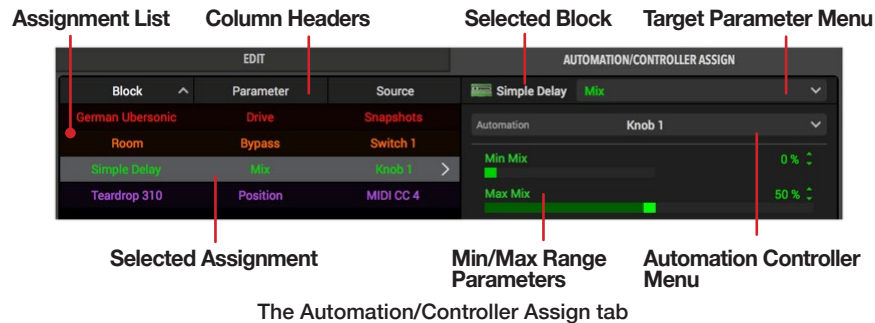 Assignment List Column Headers Selected Block Target Parameter Menu
EDIT AUTOMATION/CONTROLLER ASSIGN
Block Parameter Source Simple Delay Mix
German Ubersonic Drive Snapshots
Automation Knob 1
Room Bypass Switch 1
Simple Delay Mix Knob 1
Min Mix 0 %
Teardrop 310 Position MIDI CC 4
Max Mix 50 %
Selected Assignment Min/Max Range Parameters Automation Controller Menu
The Automation/Controller Assign tab